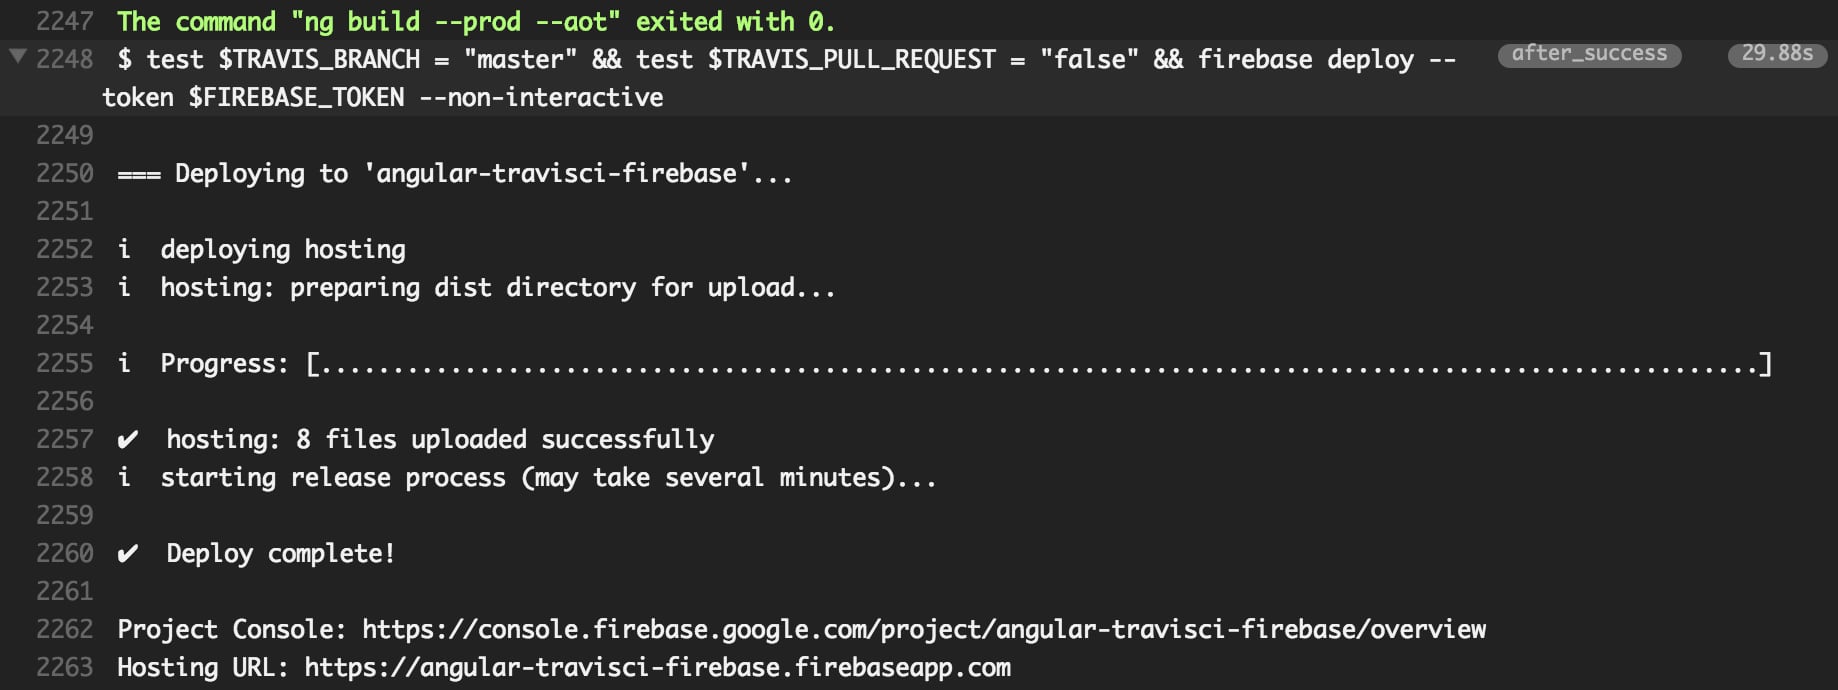 2247 The command "ng build --prod --aot" exited with 0.
2248 $ test $TRAVIS_BRANCH = "master" && test $TRAVIS_PULL_REQUEST = "false" && firebase deploy -- after_success 29.88s
token $FIREBASE_TOKEN --non-interactive
2249
2250 === Deploying to 'angular-travisci-firebase'...
2251
2252 i deploying hosting
2253 i hosting: preparing dist directory for upload...
2254
2255 i Progress: [....................................................................................................]
2256
2257 ✔ hosting: 8 files uploaded successfully
2258 i starting release process (may take several minutes)...
2259
2260 ✔ Deploy complete!
2261
2262 Project Console: https://console.firebase.google.com/project/angular-travisci-firebase/overview
2263 Hosting URL: https://angular-travisci-firebase.firebaseapp.com